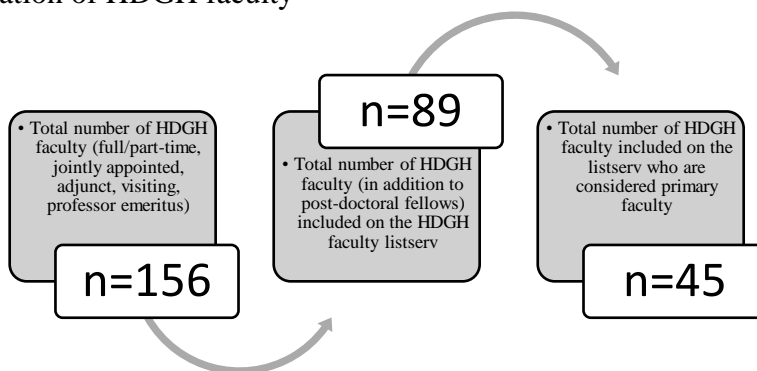 of HDGH faculty
• Total number of HDGH
faculty (full/part-time,
jointly appointed,
adjunct, visiting,
professor emeritus)
n=156
n=89
• Total number of HDGH
faculty (in addition to
post-doctoral fellows)
included on the HDGH
faculty listserv
• Total number of HDGH
faculty included on the
listserv who are
considered primary
faculty
n=45